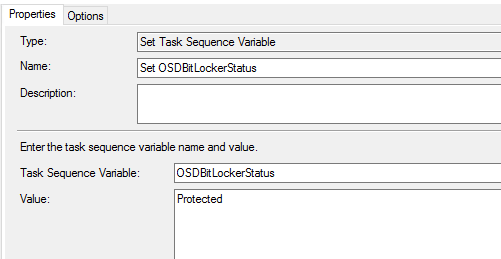 Properties Options
Type: Set Task Sequence Variable
Name: Set OSDBitLockerStatus
Description:
Enter the task sequence variable name and value.
Task Sequence Variable: OSDBitLockerStatus
Value: Protected